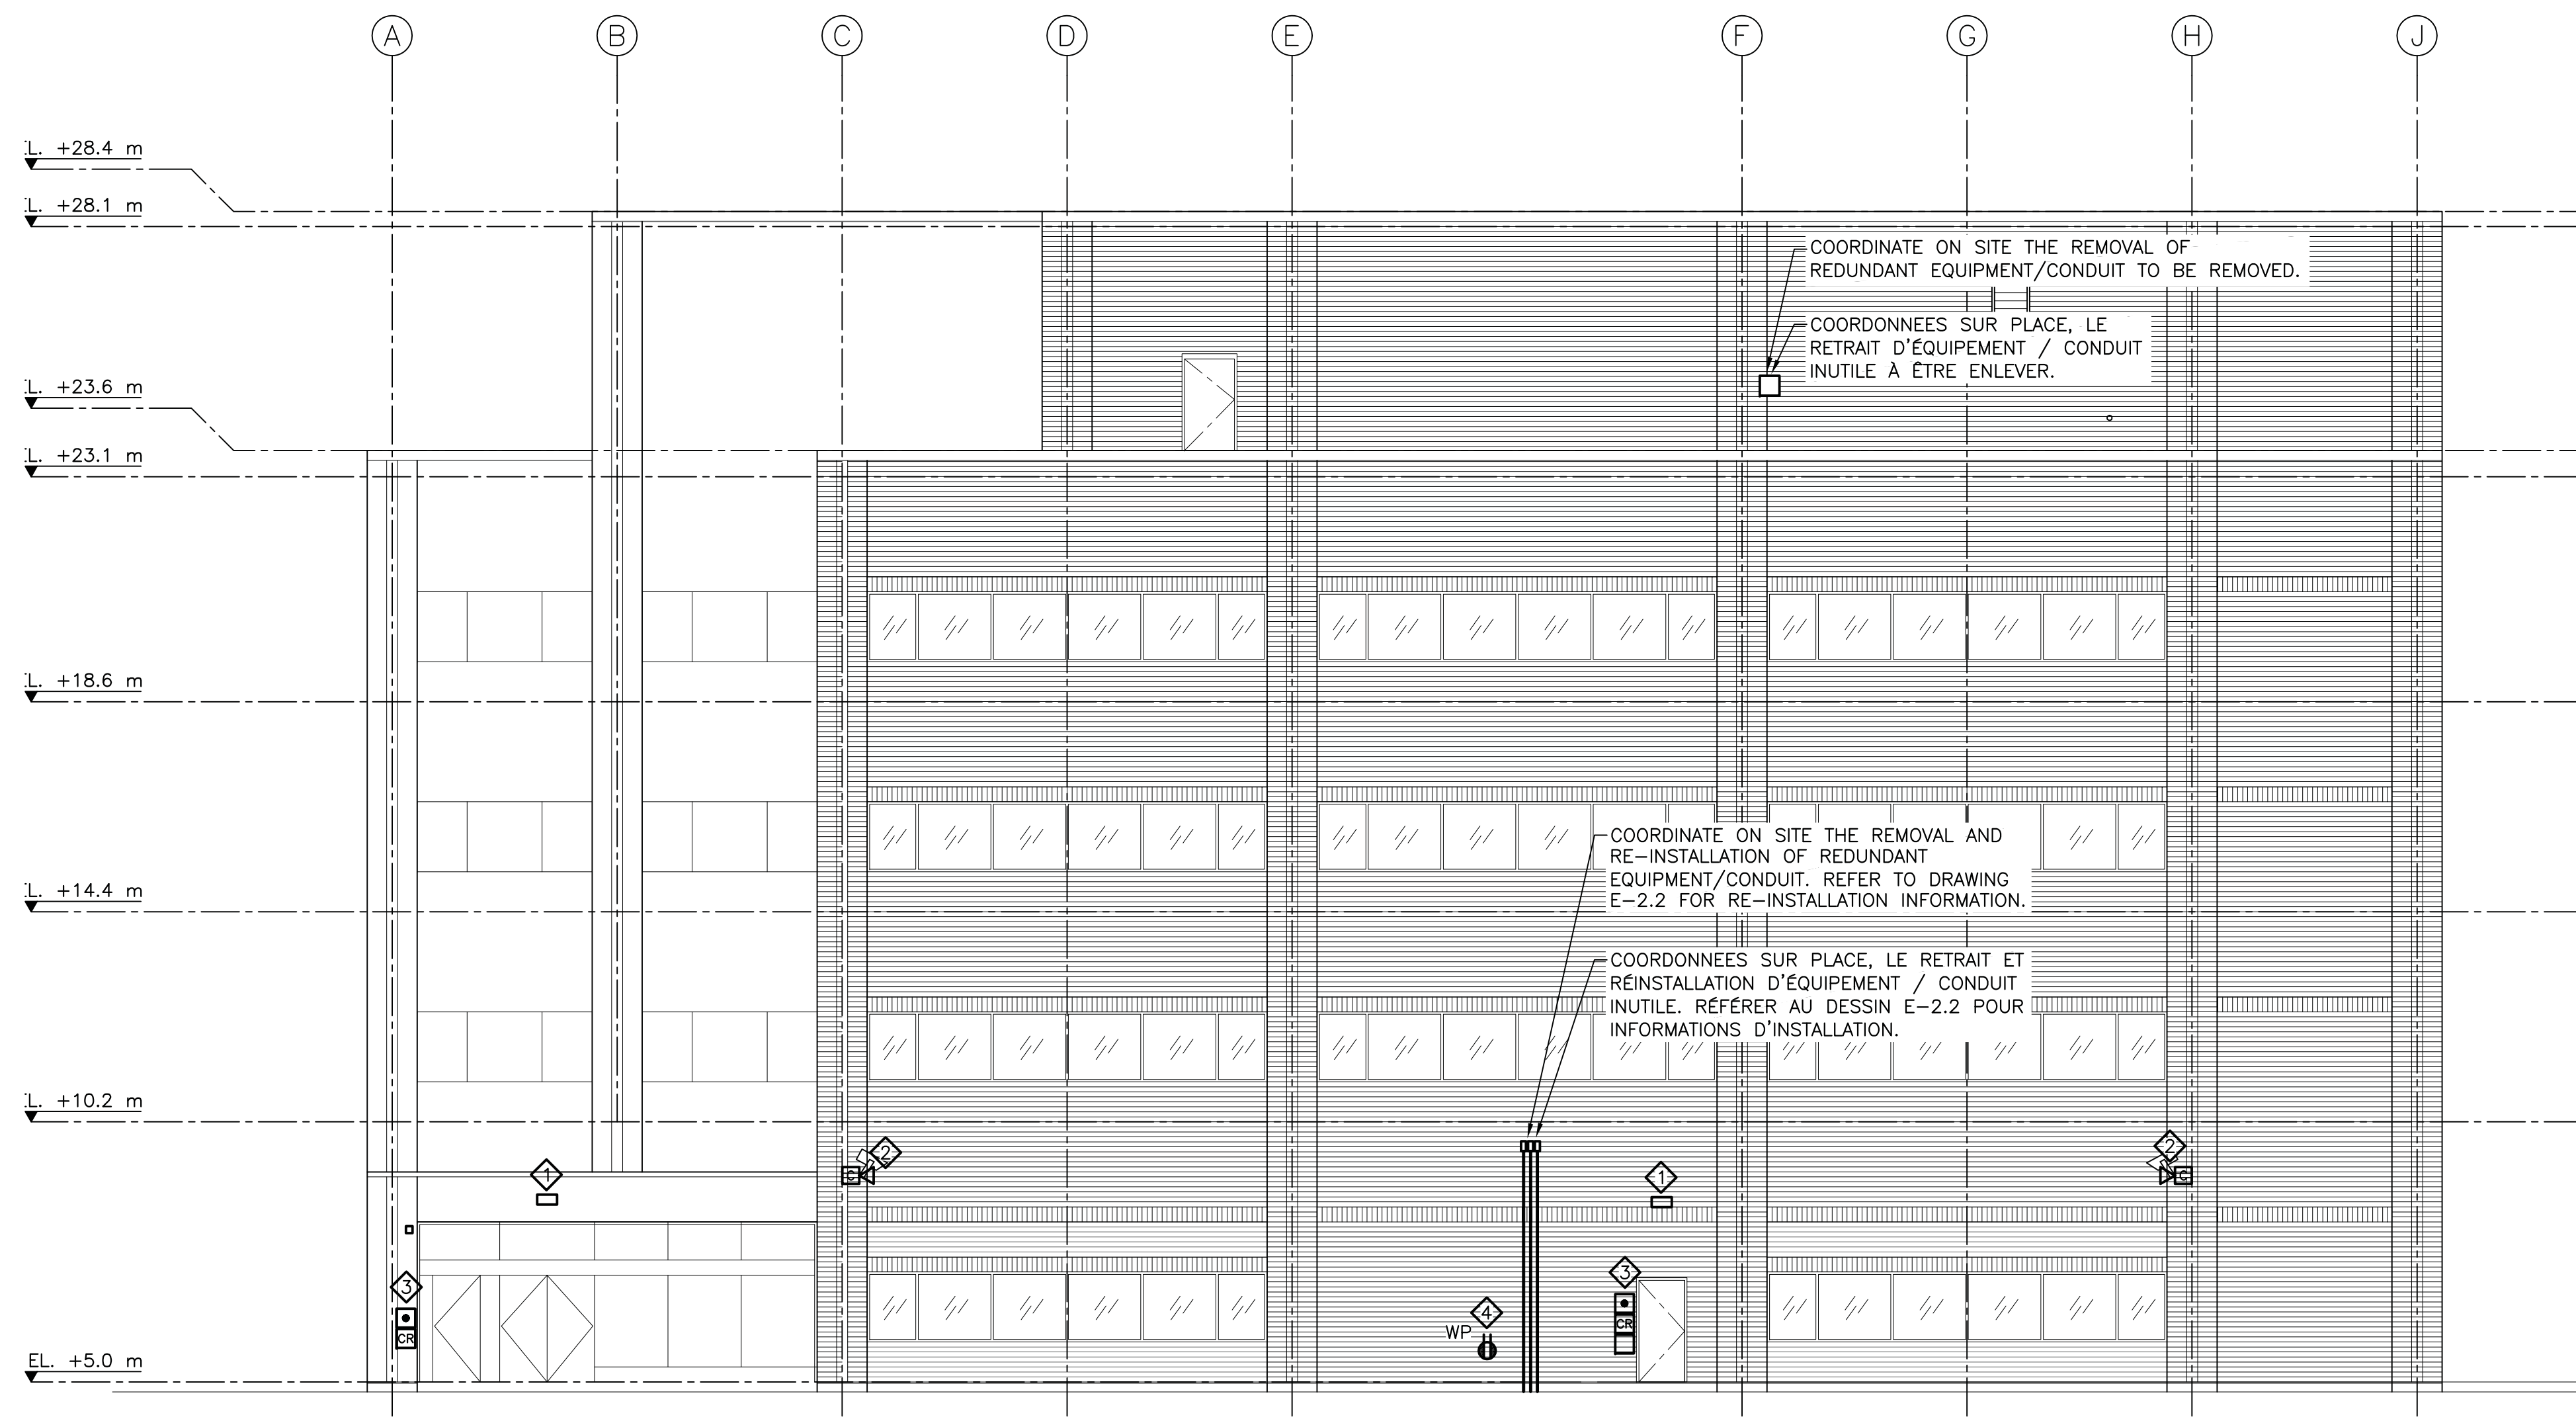 A B C D E F G H J
EL. +28.4 m
EL. +28.1 m
COORDINATE ON SITE THE REMOVAL OF
REDUNDANT EQUIPMENT/CONDUIT TO BE REMOVED.
COORDONNEES SUR PLACE, LE
RETRAIT D'ÉQUIPEMENT / CONDUIT
INUTILE À ÊTRE ENLEVER.
EL. +23.6 m
EL. +23.1 m
EL. +18.6 m
COORDINATE ON SITE THE REMOVAL AND
RE-INSTALLATION OF REDUNDANT
EQUIPMENT/CONDUIT. REFER TO DRAWING
E-2.2 FOR RE-INSTALLATION INFORMATION.
EL. +14.4 m
COORDONNEES SUR PLACE, LE RETRAIT ET
RÉINSTALLATION D'ÉQUIPEMENT / CONDUIT
INUTILE. RÉFÉRER AU DESSIN E-2.2 POUR
INFORMATIONS D'INSTALLATION.
EL. +10.2 m
2
2
1
C
1
C
3
3
CR
4
CR
WP
EL. +5.0 m